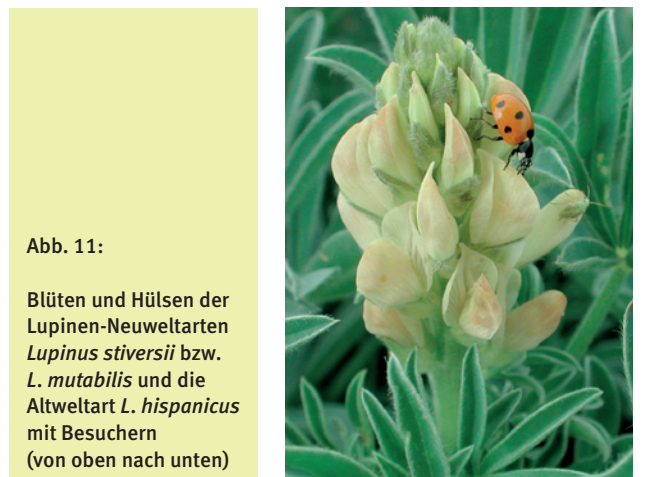 Abb. 11:
Blüten und Hülsen der
Lupinen-Neuweltarten
Lupinus stiversii bzw.
L. mutabilis und die
Altweltart L. hispanicus
mit Besuchern
(von oben nach unten)